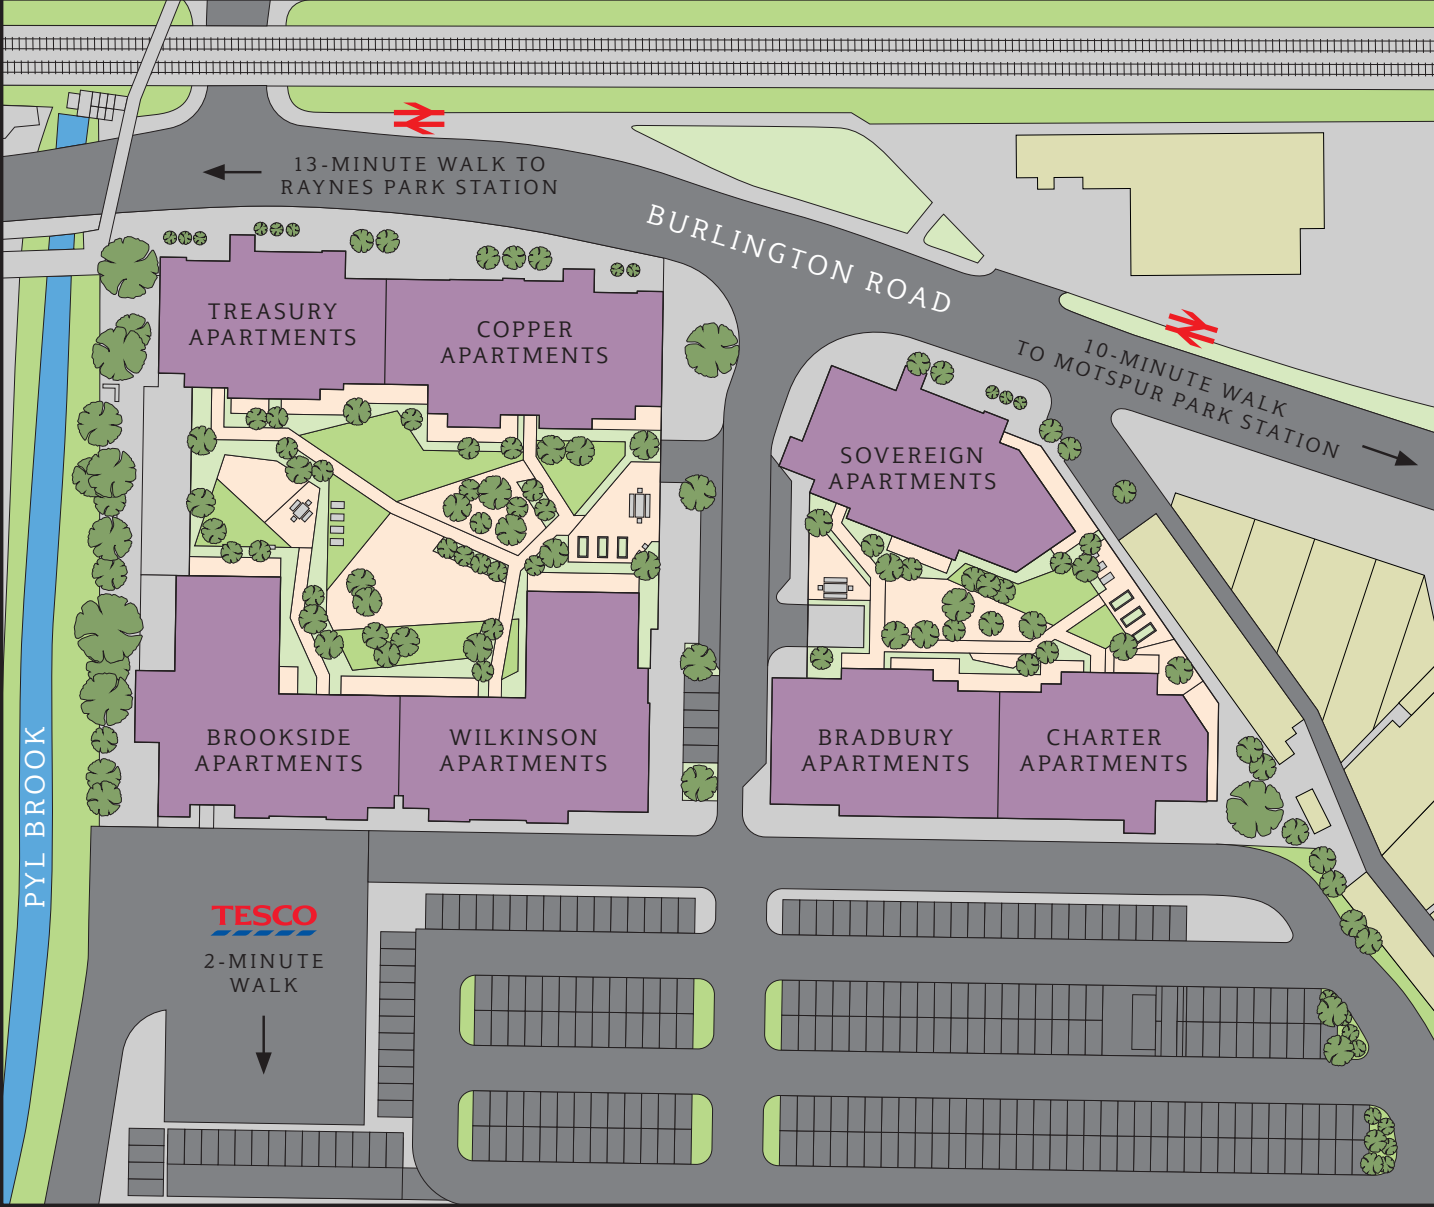 13-MINUTE WALK TO
RAYNES PARK STATION
BURLINGTON ROAD
10-MINUTE WALK
TO MOTSPUR PARK STATION
TREASURY
APARTMENTS
COPPER
APARTMENTS
SOVEREIGN
APARTMENTS
BROOKSIDE
APARTMENTS
WILKINSON
APARTMENTS
BRADBURY
APARTMENTS
CHARTER
APARTMENTS
PYL BROOK
TESCO
2-MINUTE
WALK